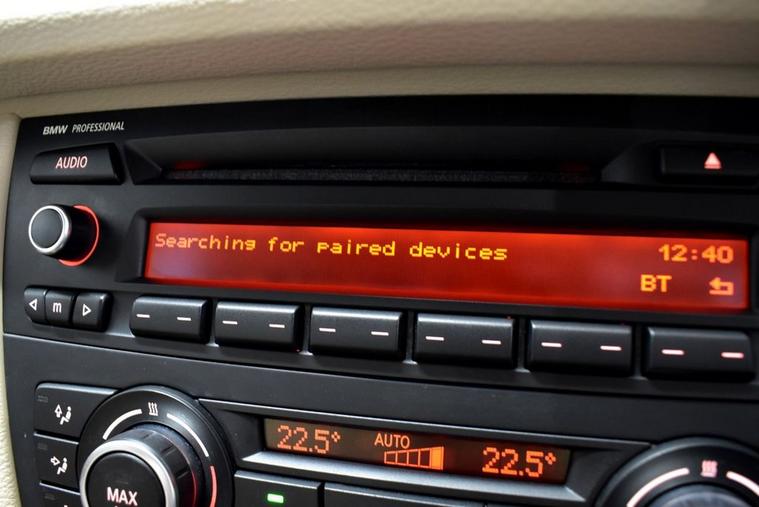 BMW PROFESSIONAL
AUDIO
Searching for paired devices 12:40
BT
m
22.5° AUTO 22.5°
MAX